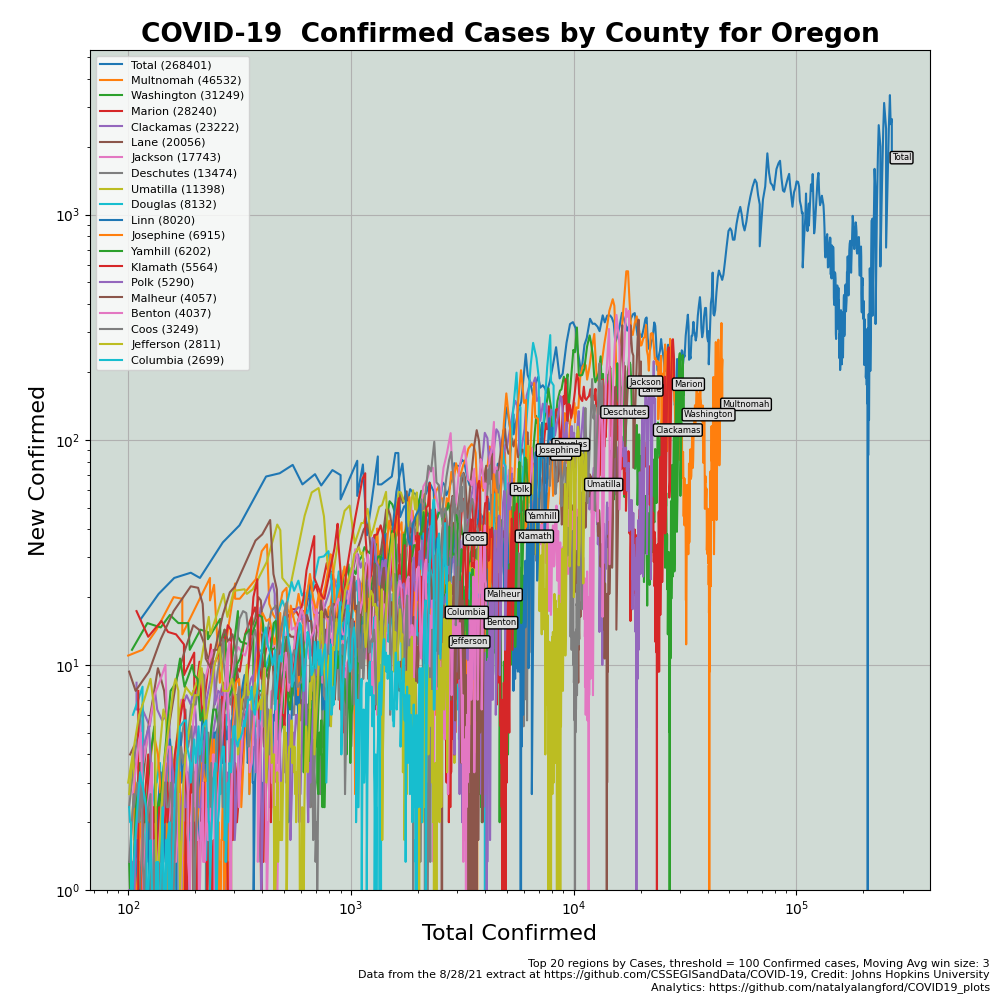 COVID-19  Confirmed Cases by County for Oregon
Total (268401)
Multnomah (46532)
Washington (31249)
Marion (28240)
Clackamas (23222)
Lane (20056)
Jackson (17743)
Deschutes (13474)
Umatilla (11398)
Douglas (8132)
Linn (8020)
Josephine (6915)
Yamhill (6202)
Klamath (5564)
Polk (5290)
Malheur (4057)
Benton (4037)
Coos (3249)
Jefferson (2811)
Columbia (2699)
New Confirmed
10³
10²
10¹
10⁰
Total
Jackson
Lane
Marion
Multnomah
Deschutes
Washington
Clackamas
Douglas
Josephine
Umatilla
Polk
Yamhill
Klamath
Coos
Malheur
Columbia
Benton
Jefferson
10²
10³
10⁴
10⁵
Total Confirmed
Top 20 regions by Cases, threshold = 100 Confirmed cases, Moving Avg win size: 3
Data from the 8/28/21 extract at https://github.com/CSSEGISandData/COVID-19, Credit: Johns Hopkins University
Analytics: https://github.com/natalyalangford/COVID19_plots